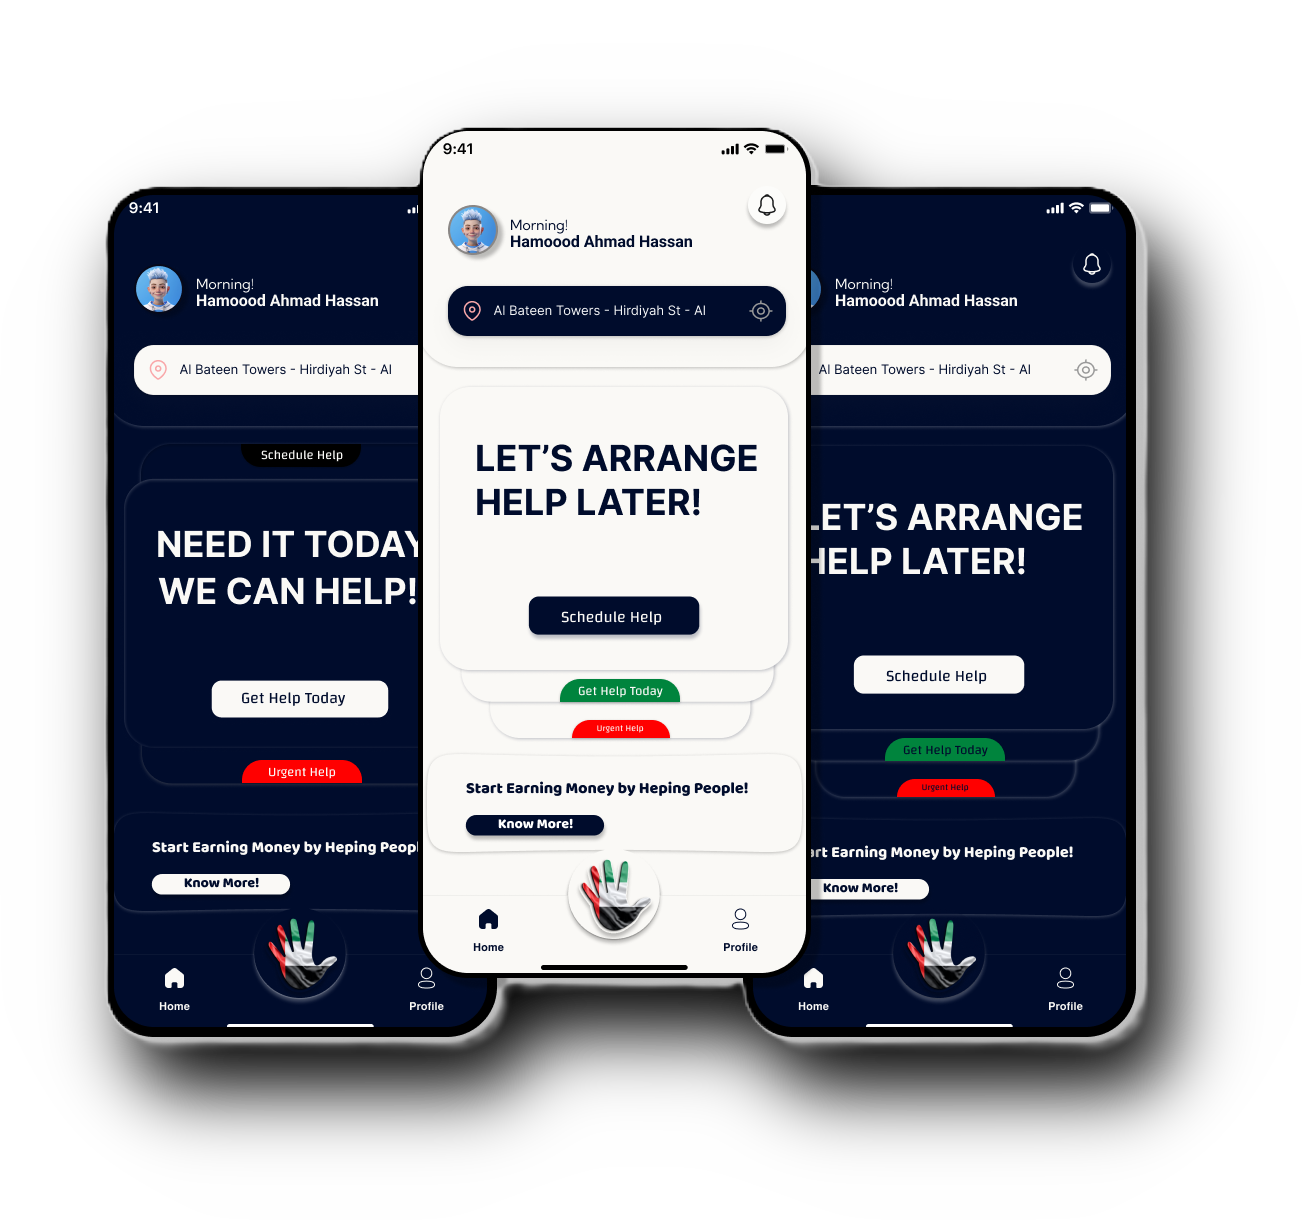 9:41
Morning!
Hamoood Ahmad Hassan
Al Bateen Towers - Hirdiyah St - Al
Schedule Help
NEED IT TODAY
WE CAN HELP!
Get Help Today
Urgent Help
Start Earning Money by Heping Peopl
Know More!
Home
Profile
9:41
Morning!
Hamoood Ahmad Hassan
Al Bateen Towers - Hirdiyah St - Al
LET’S ARRANGE
HELP LATER!
Schedule Help
Get Help Today
Urgent Help
Start Earning Money by Heping People!
Know More!
Home
Profile
Morning!
Hamoood Ahmad Hassan
Al Bateen Towers - Hirdiyah St - Al
LET’S ARRANGE
HELP LATER!
Schedule Help
Get Help Today
Urgent Help
art Earning Money by Heping People!
Know More!
Home
Profile